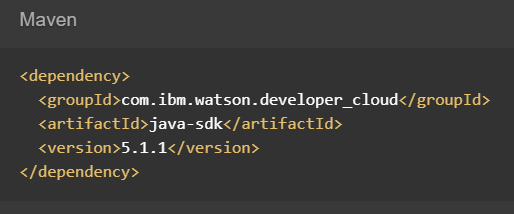 Maven
<dependency>
  <groupId>com.ibm.watson.developer_cloud</groupId>
  <artifactId>java-sdk</artifactId>
  <version>5.1.1</version>
</dependency>